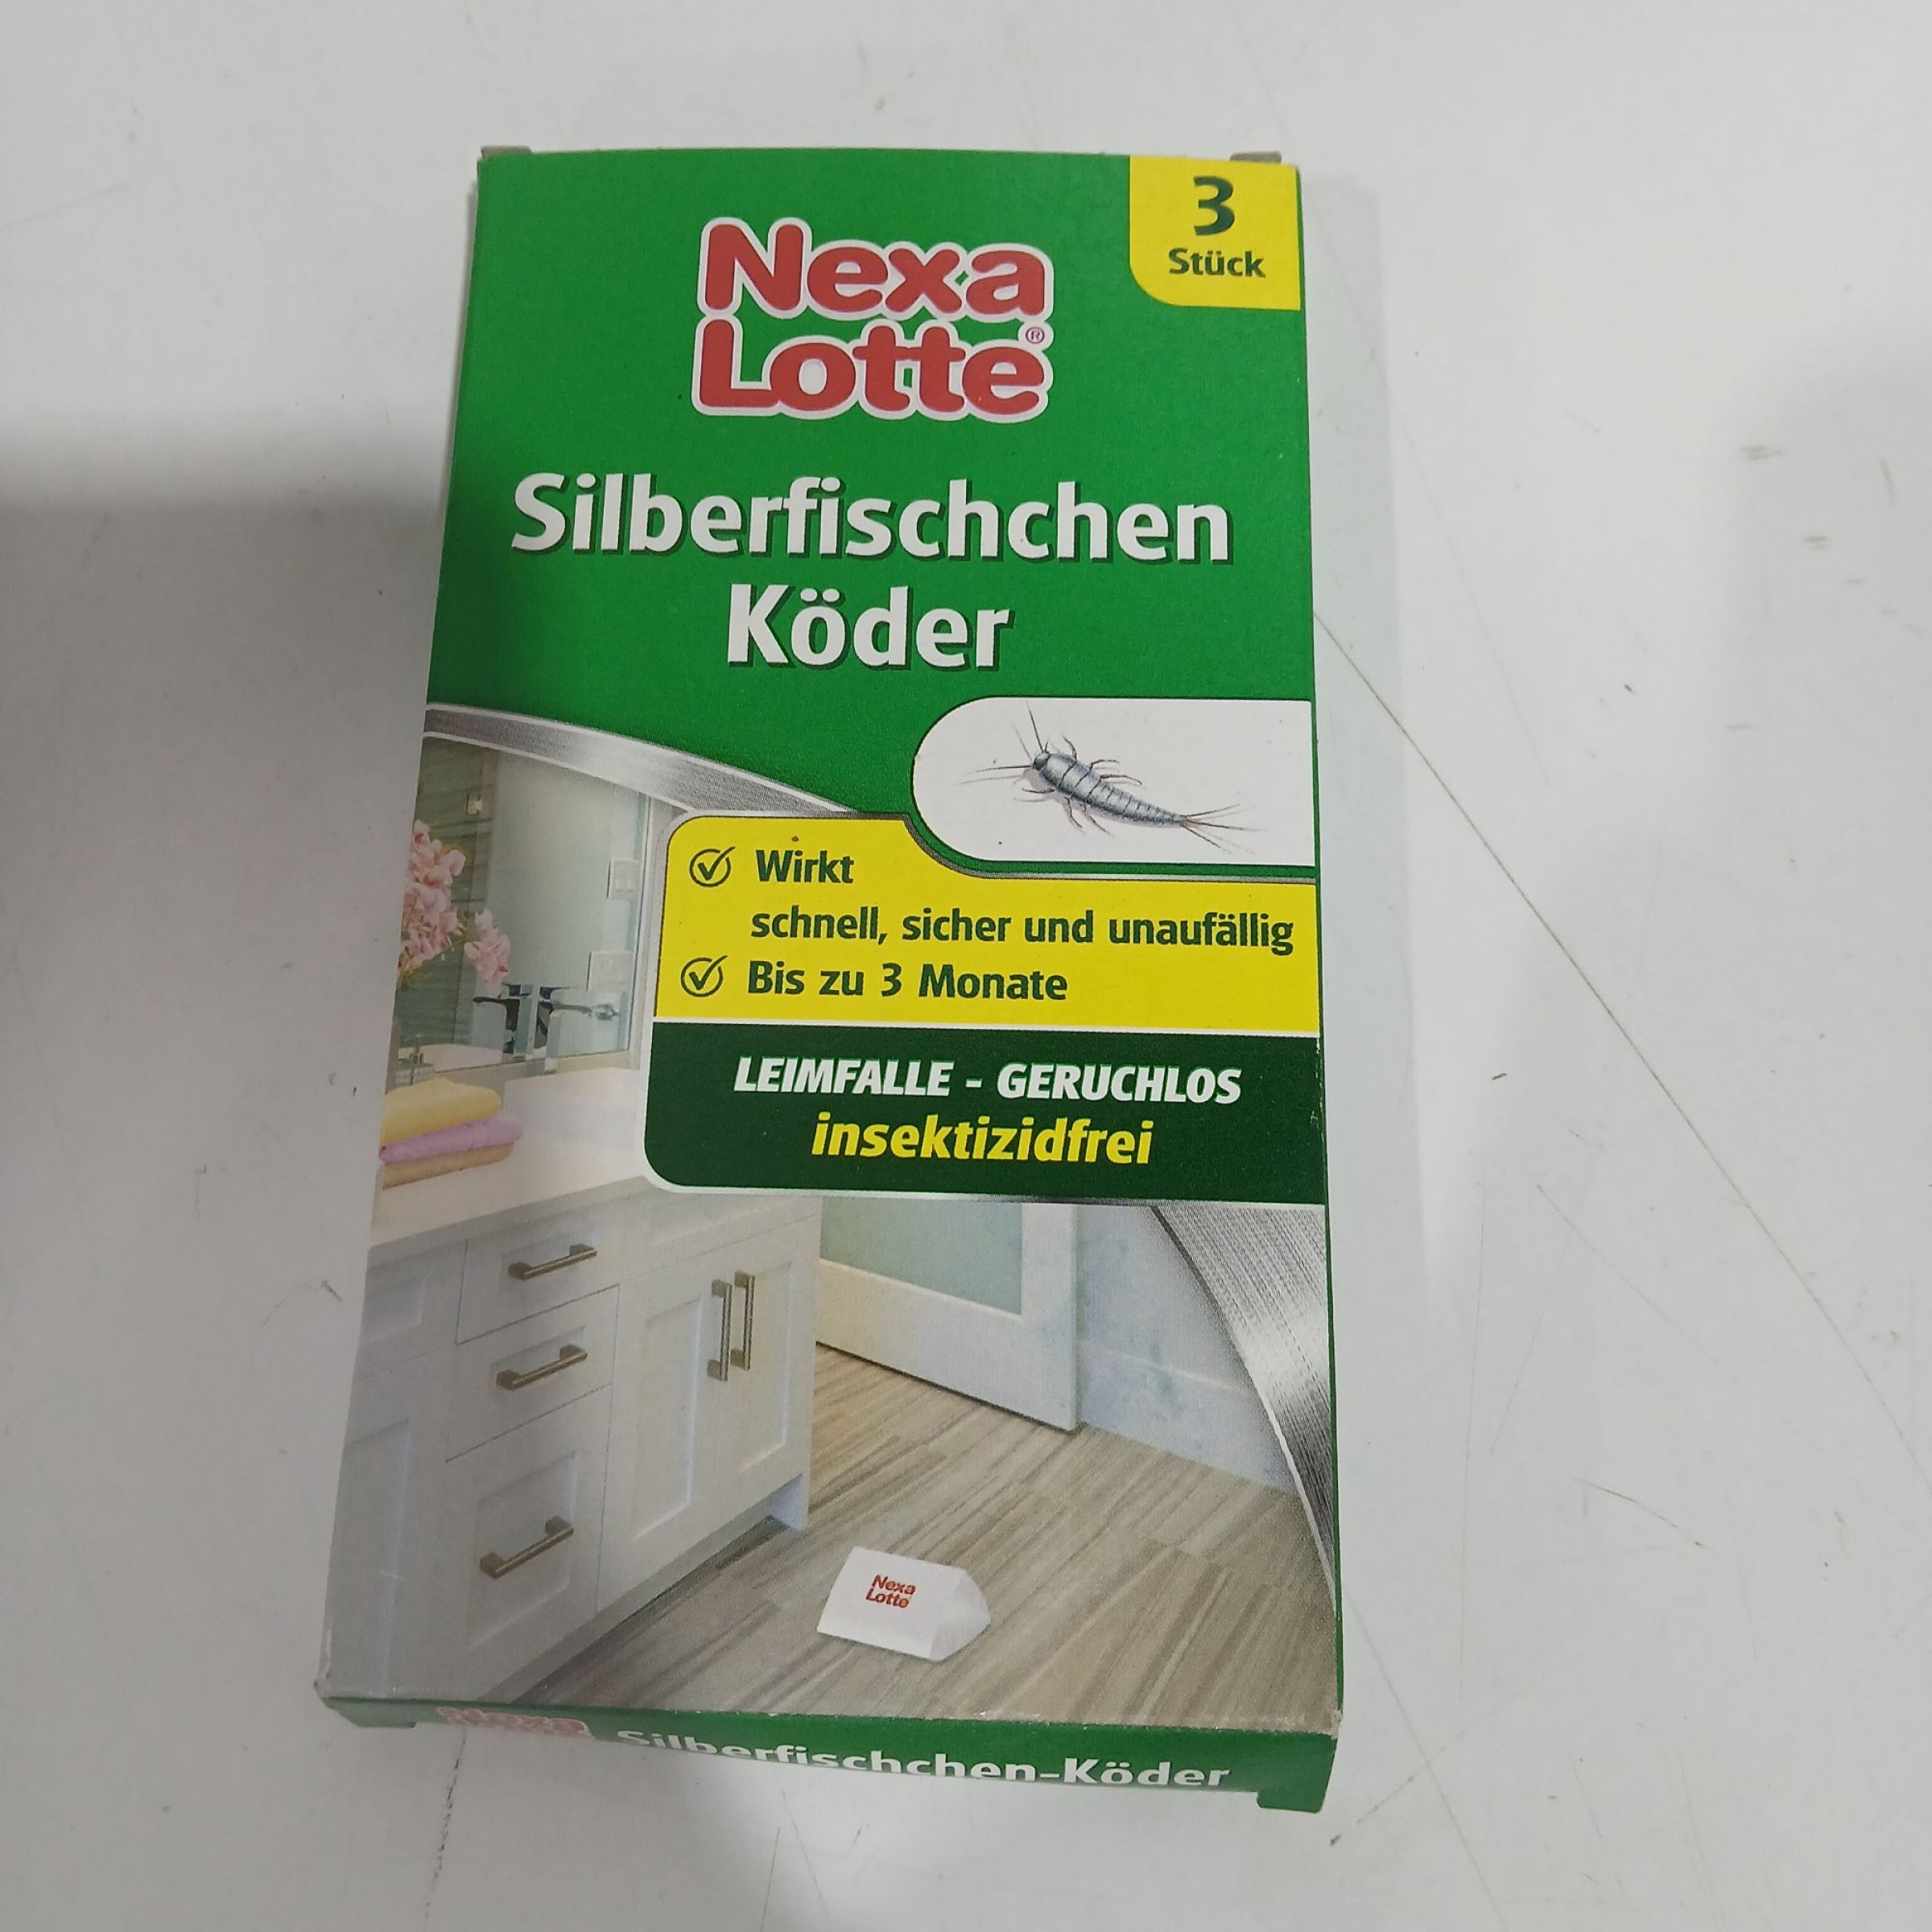 3
Stück
Nexa
Lotte®
Silberfischchen
Köder
Wirkt
schnell, sicher und unaufällig
Bis zu 3 Monate
LEIMFALLE - GERUCHLOS
insektizidfrei
Nexa
Lotte
Nexa
Silberfischchen-Köder